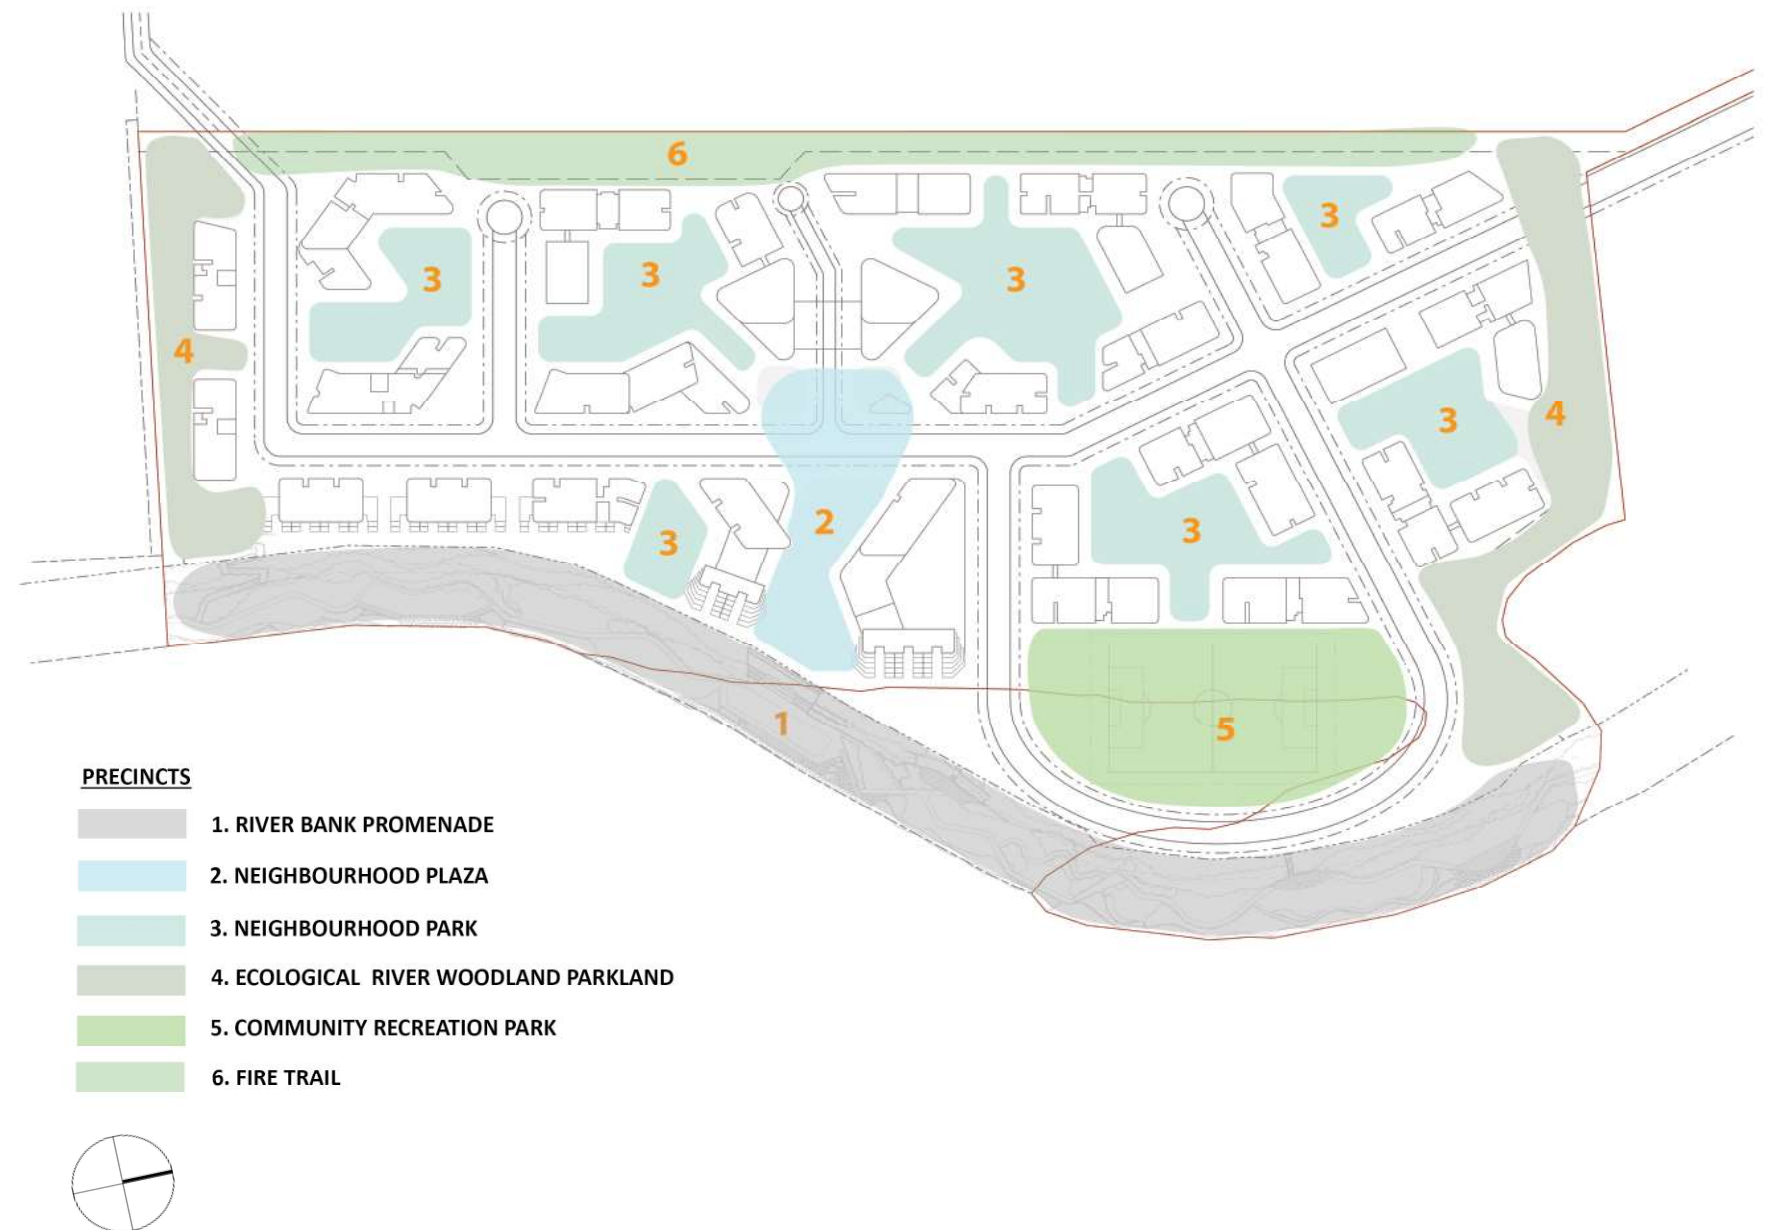 6
3
3
3
3
4
3
4
2
3
3
5
1
PRECINCTS
1. RIVER BANK PROMENADE
2. NEIGHBOURHOOD PLAZA
3. NEIGHBOURHOOD PARK
4. ECOLOGICAL RIVER WOODLAND PARKLAND
5. COMMUNITY RECREATION PARK
6. FIRE TRAIL